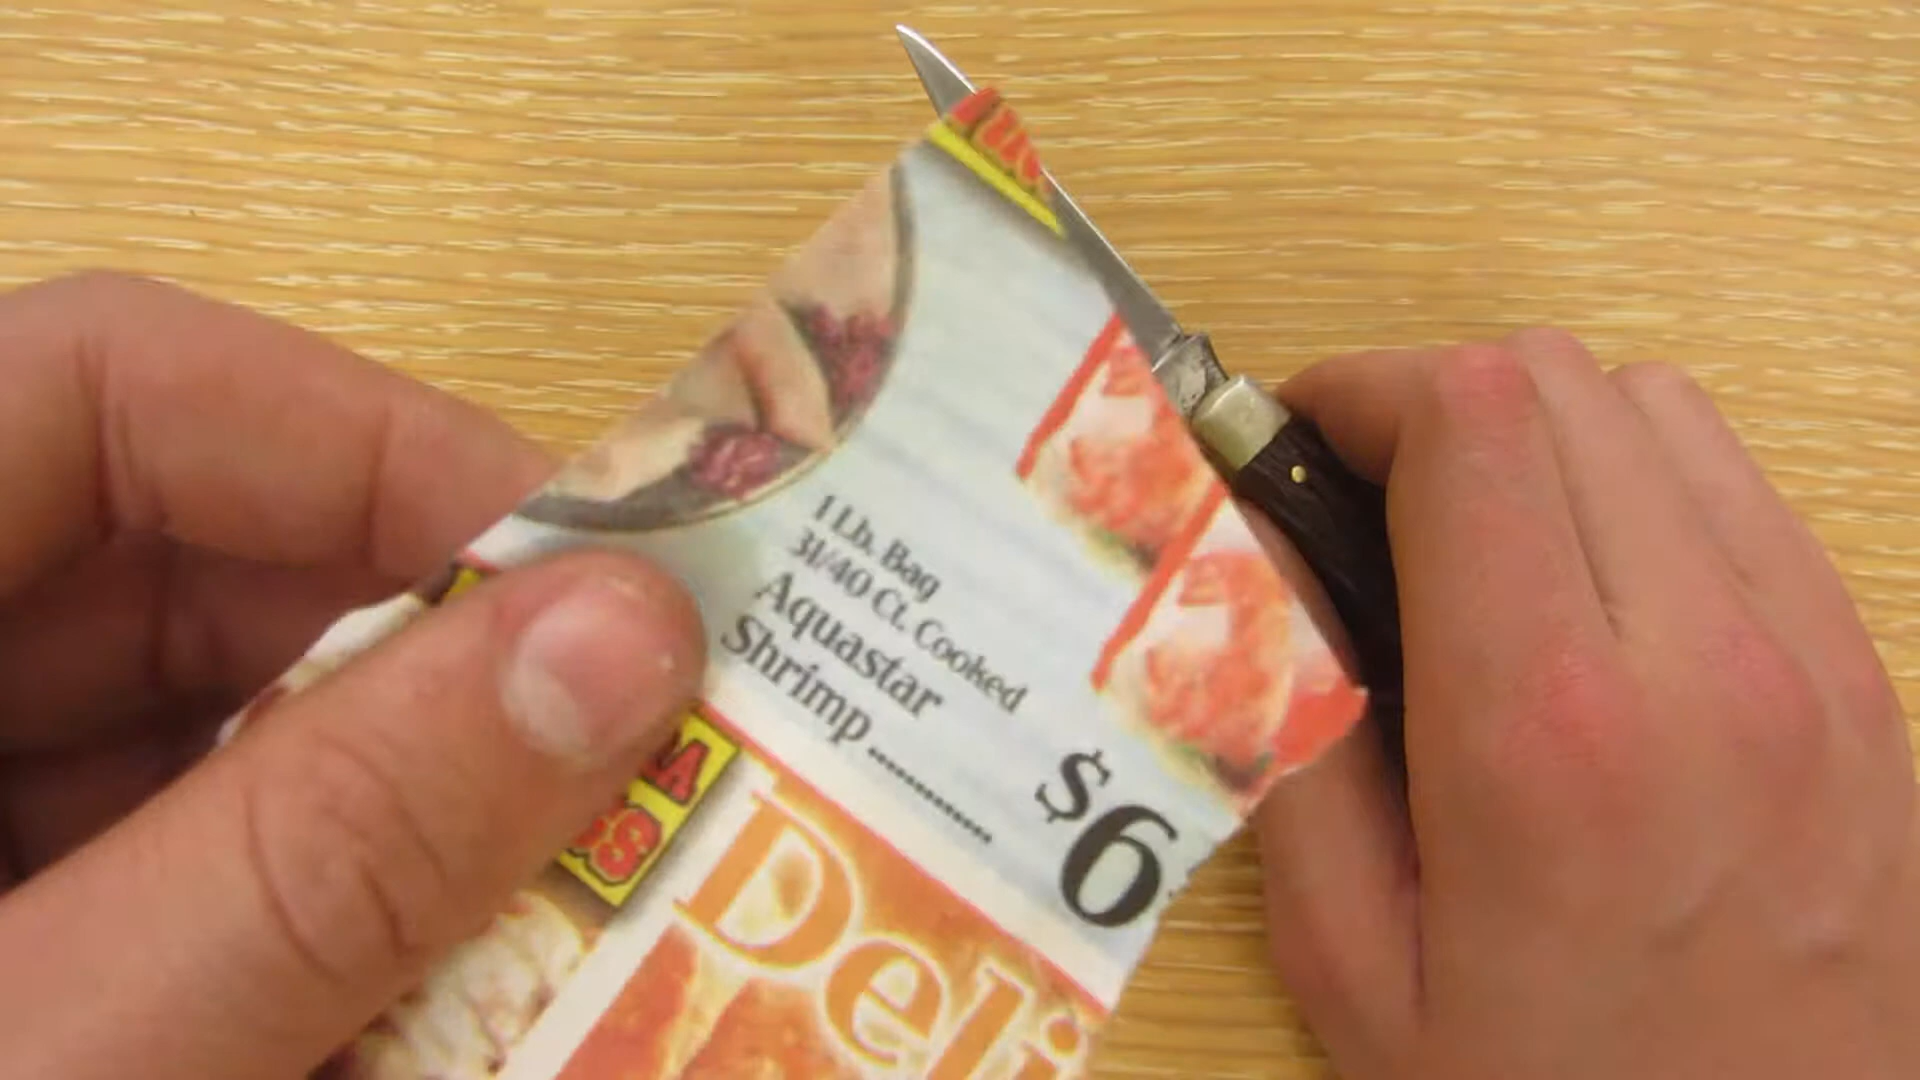 1 Lb. Bag
31/40 Ct. Cooked
Aquastar
Shrimp..............
$6
Deli